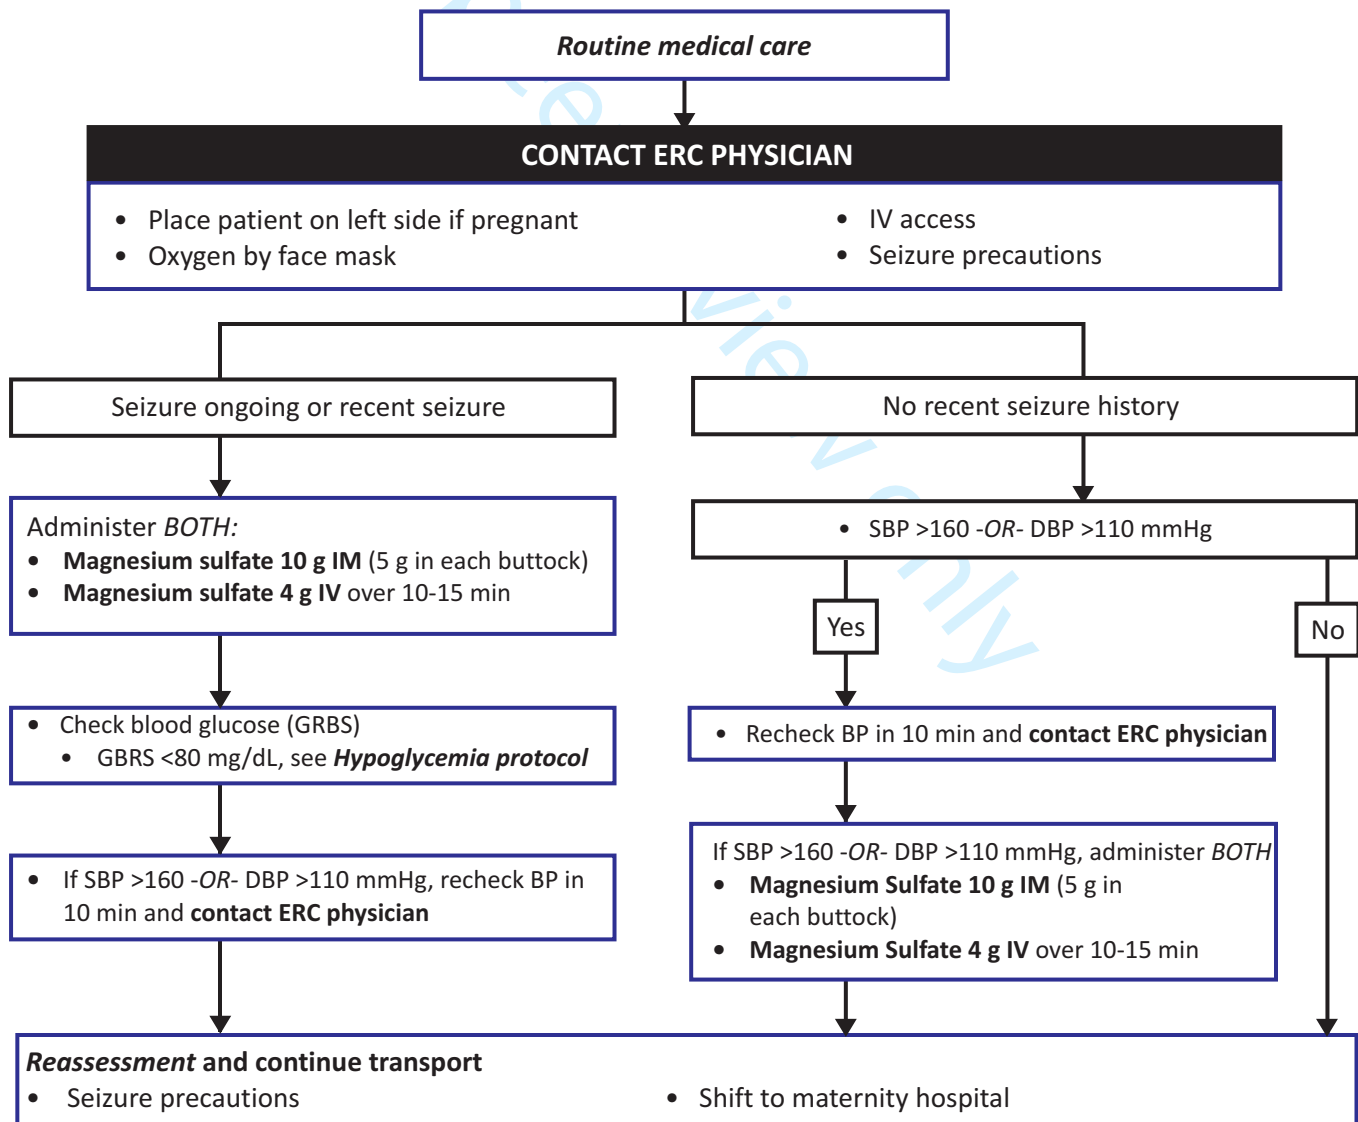 Routine medical care
CONTACT ERC PHYSICIAN
• Place patient on left side if pregnant
• Oxygen by face mask
• IV access
• Seizure precautions
Seizure ongoing or recent seizure
No recent seizure history
Administer BOTH:
• Magnesium sulfate 10 g IM (5 g in each buttock)
• Magnesium sulfate 4 g IV over 10-15 min
• SBP >160 -OR- DBP >110 mmHg
Yes
No
• Check blood glucose (GRBS)
• GBRS <80 mg/dL, see Hypoglycemia protocol
• Recheck BP in 10 min and contact ERC physician
• If SBP >160 -OR- DBP >110 mmHg, recheck BP in
10 min and contact ERC physician
If SBP >160 -OR- DBP >110 mmHg, administer BOTH
• Magnesium Sulfate 10 g IM (5 g in
each buttock)
• Magnesium Sulfate 4 g IV over 10-15 min
Reassessment and continue transport
• Seizure precautions
• Shift to maternity hospital
view only